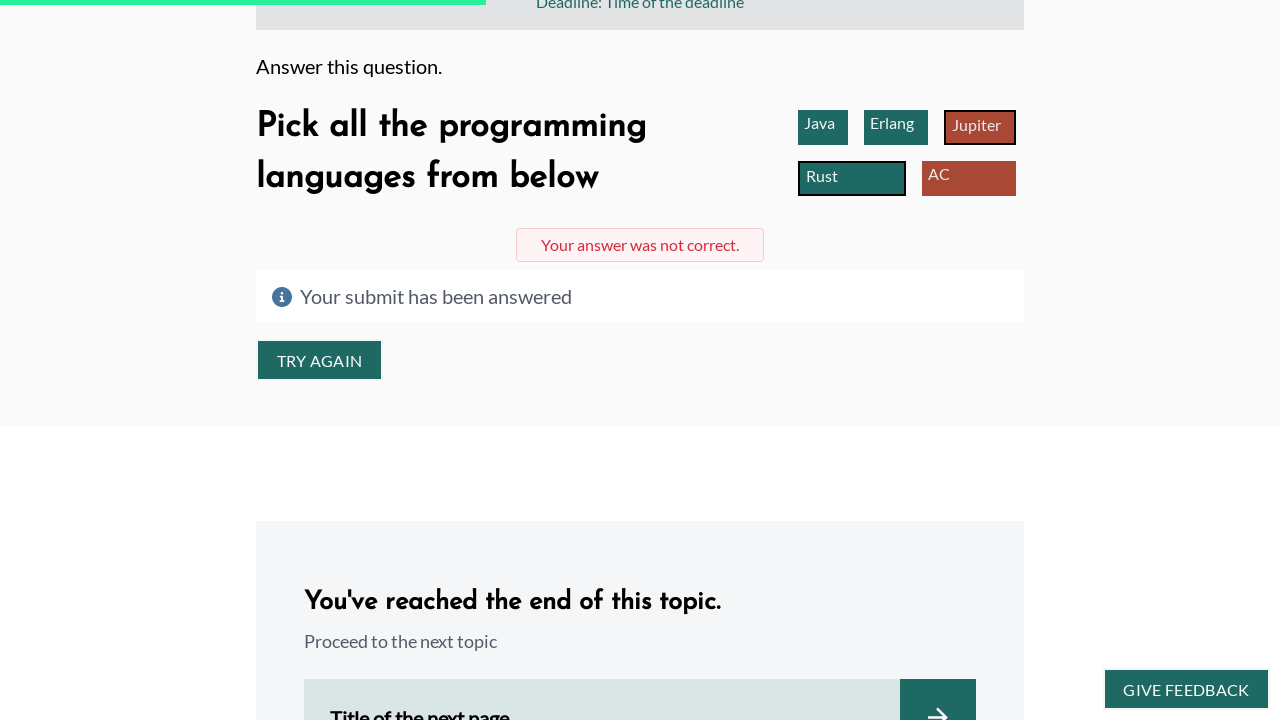 Deadline: Time of the deadline
Answer this question.
Pick all the programming
languages from below
Java
Erlang
Jupiter
Rust
AC
Your answer was not correct.
Your submit has been answered
TRY AGAIN
You've reached the end of this topic.
Proceed to the next topic
Title of the next page
GIVE FEEDBACK